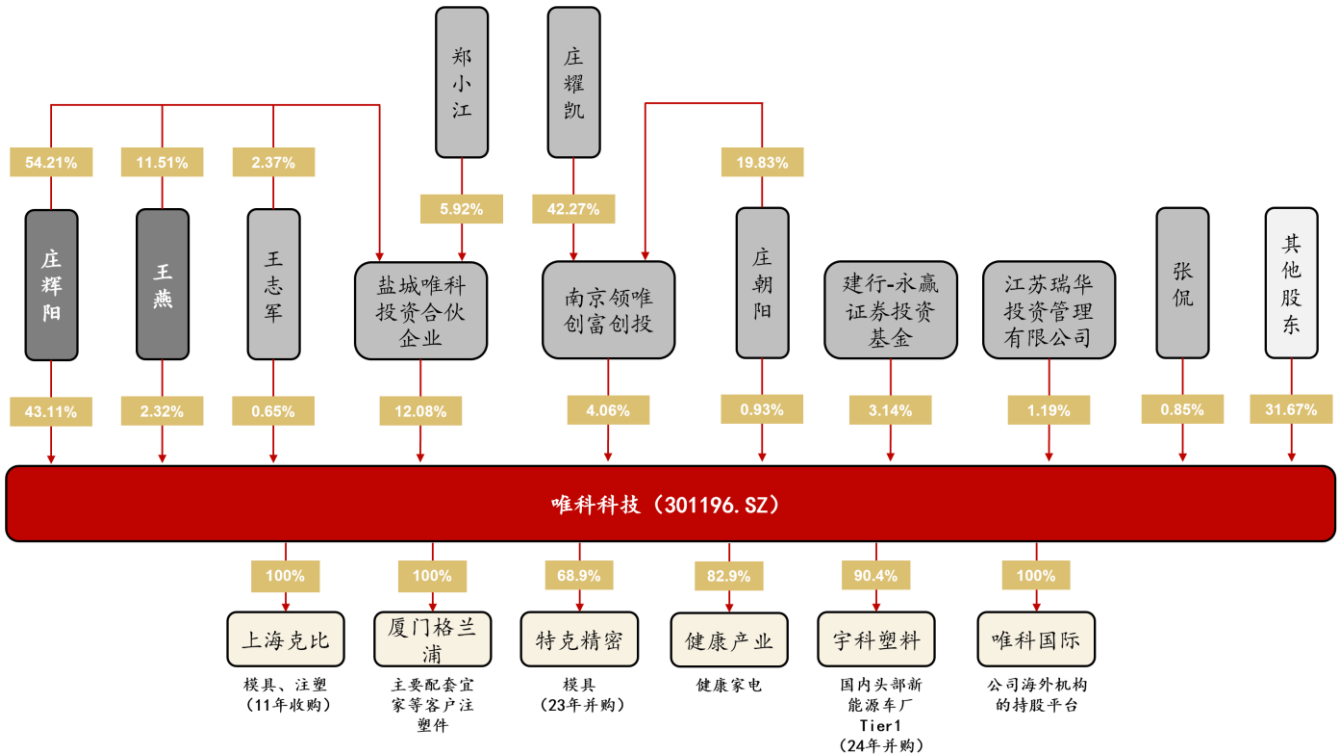 郑小江
庄耀凯
54.21%
11.51%
2.37%
19.83%
5.92%
42.27%
庄辉阳
王燕
王志军
盐城唯科
投资合伙
企业
南京领唯
创富创投
庄朝阳
建行-永赢
证券投资
基金
江苏瑞华
投资管理
有限公司
张侃
其他股东
43.11%
2.32%
0.65%
12.08%
4.06%
0.93%
3.14%
1.19%
0.85%
31.67%
唯科科技（301196.SZ）
100%
100%
68.9%
82.9%
90.4%
100%
上海克比
厦门格兰
浦
特克精密
健康产业
宇科塑料
唯科国际
模具、注塑
（11年收购）
主要配套宜
家等客户注
塑件
模具
（23年并购）
健康家电
国内头部新
能源车厂
Tier1
（24年并购）
公司海外机构
的持股平台